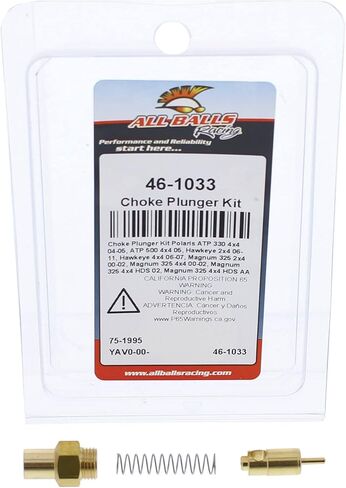 ALL BALLS
Racing
Performance and Reliability
start here...
46-1033
Choke Plunger Kit
Choke Plunger Kit Polaris ATP 330 4x4
04-05, ATP 500 4x4 05, Hawkeye 2x4 06-
11, Hawkeye 4x4 06-07, Magnum 325 2x4
00-02, Magnum 325 4x4 00-02, Magnum
325 4x4 HDS 02, Magnum 325 4x4 HDS AA
CALIFORNIA PROPOSITION 65
WARNING
WARNING: Cancer and
Reproductive Harm
ADVERTENCIA: Cáncer y Daños
Reproductivos
www.P65Warnings.ca.gov
75-1995
YAV0-00- 46-1033
www.allballsracing.com